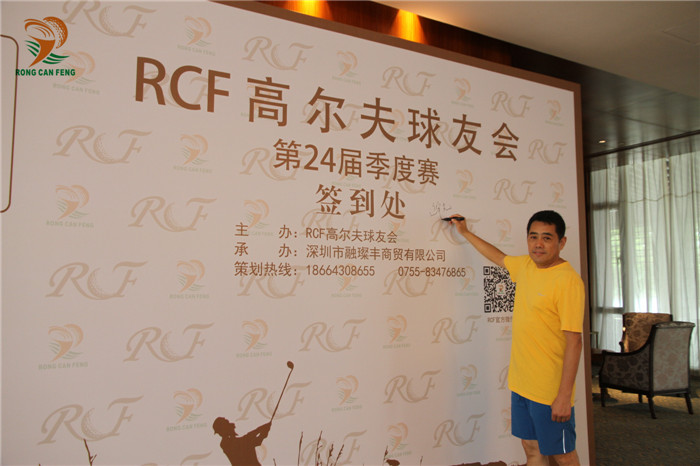 RONG CAN FENG
RCF 高尔夫球友会
第24届季度赛
签到处
主 办：RCF高尔夫球友会
承 办：深圳市融璨丰商贸有限公司
策划热线：18664308655 0755-83476865